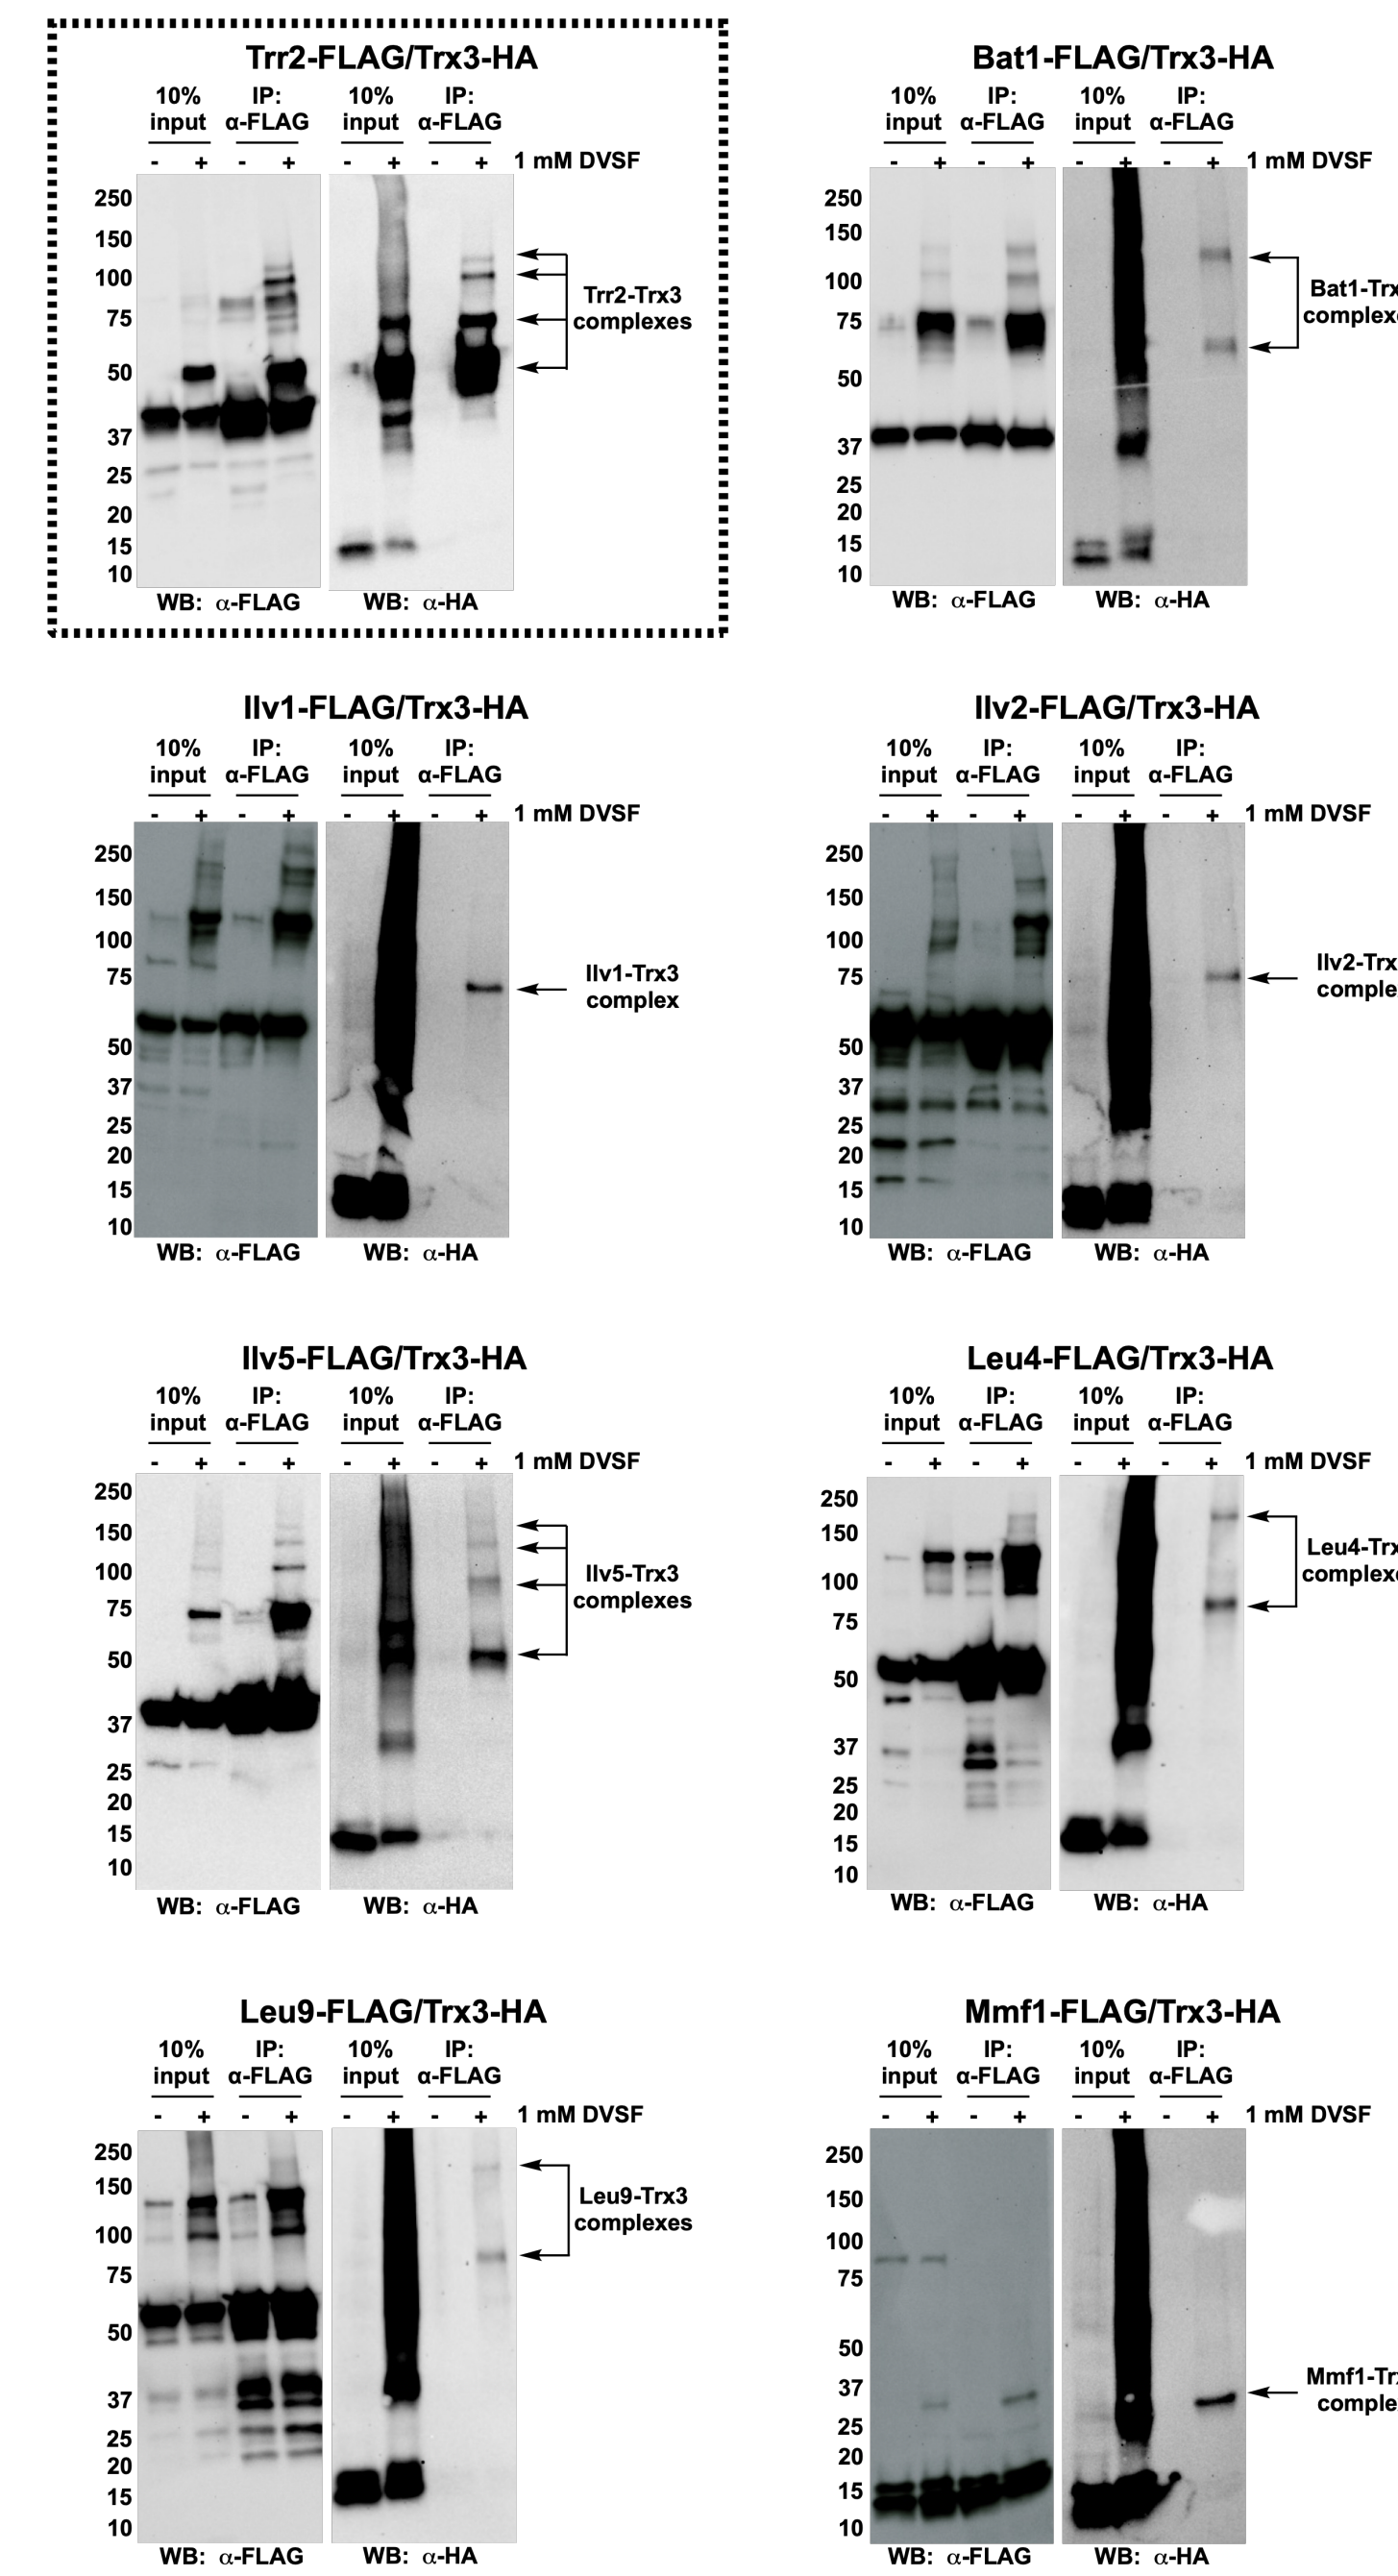 Trr2-FLAG/Trx3-HA
10% IP: 10% IP:
input α-FLAG input α-FLAG
- + - + - + - + 1 mM DVSF
250
150
100
75
50
37
25
20
15
10
Trr2-Trx3
complexes
WB: α-FLAG WB: α-HA
Bat1-FLAG/Trx3-HA
10% IP: 10% IP:
input α-FLAG input α-FLAG
- + - + - + - + 1 mM DVSF
250
150
100
75
50
37
25
20
15
10
Bat1-Trx
complex
WB: α-FLAG WB: α-HA
Ilv1-FLAG/Trx3-HA
10% IP: 10% IP:
input α-FLAG input α-FLAG
- + - + - + - + 1 mM DVSF
250
150
100
75
50
37
25
20
15
10
Ilv1-Trx3
complex
WB: α-FLAG WB: α-HA
Ilv2-FLAG/Trx3-HA
10% IP: 10% IP:
input α-FLAG input α-FLAG
- + - + - + - + 1 mM DVSF
250
150
100
75
50
37
25
20
15
10
Ilv2-Trx
comple
WB: α-FLAG WB: α-HA
Ilv5-FLAG/Trx3-HA
10% IP: 10% IP:
input α-FLAG input α-FLAG
- + - + - + - + 1 mM DVSF
250
150
100
75
50
37
25
20
15
10
Ilv5-Trx3
complexes
WB: α-FLAG WB: α-HA
Leu4-FLAG/Trx3-HA
10% IP: 10% IP:
input α-FLAG input α-FLAG
- + - + - + - + 1 mM DVSF
250
150
100
75
50
37
25
20
15
10
Leu4-Trx
complex
WB: α-FLAG WB: α-HA
Leu9-FLAG/Trx3-HA
10% IP: 10% IP:
input α-FLAG input α-FLAG
- + - + - + - + 1 mM DVSF
250
150
100
75
50
37
25
20
15
10
Leu9-Trx3
complexes
WB: α-FLAG WB: α-HA
Mmf1-FLAG/Trx3-HA
10% IP: 10% IP:
input α-FLAG input α-FLAG
- + - + - + - + 1 mM DVSF
250
150
100
75
50
37
25
20
15
10
Mmf1-Tr
comple
WB: α-FLAG WB: α-HA